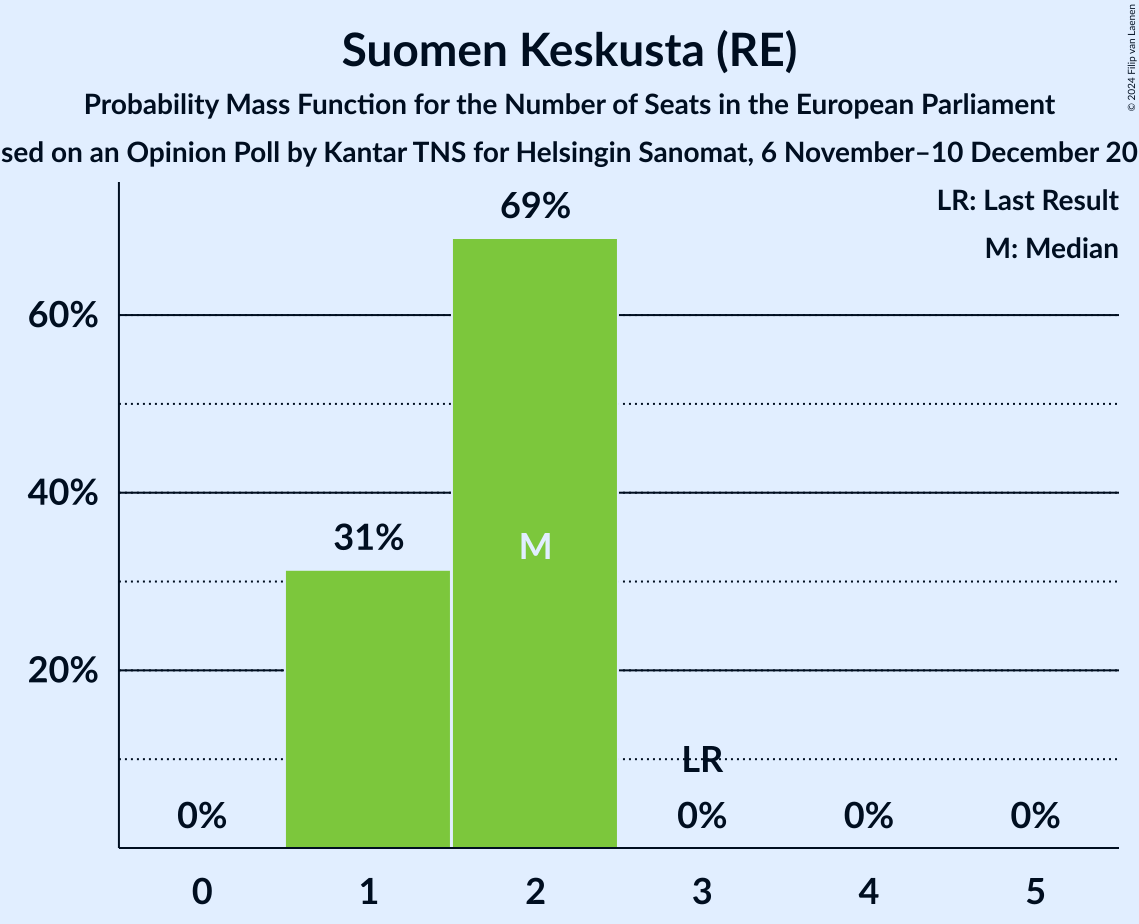 Suomen Keskusta (RE)
Probability Mass Function for the Number of Seats in the European Parliament
sed on an Opinion Poll by Kantar TNS for Helsingin Sanomat, 6 November–10 December 20
© 2024 Filip van Laenen
LR: Last Result
M: Median
69%
60%
40%
31%
M
20%
LR
0%
0%
0%
0%
0 1 2 3 4 5